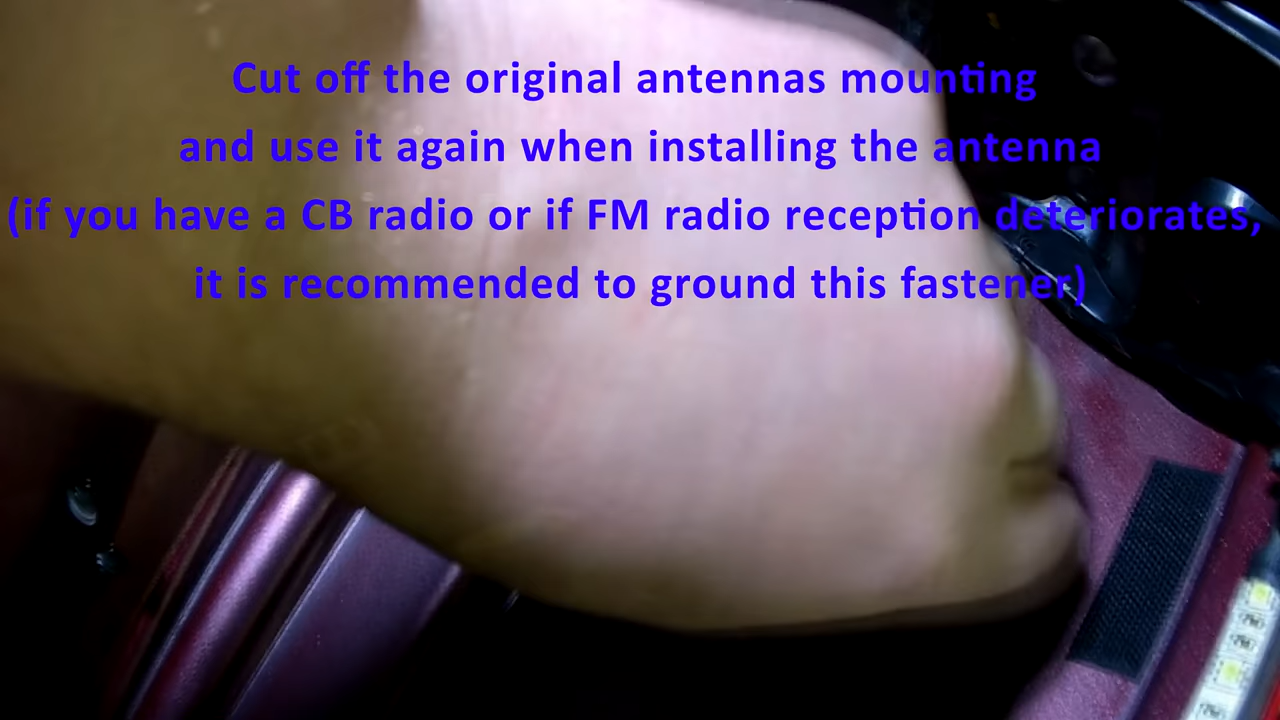 Cut off the original antennas mounting
and use it again when installing the antenna
(if you have a CB radio or if FM radio reception deteriorates,
it is recommended to ground this fastener)